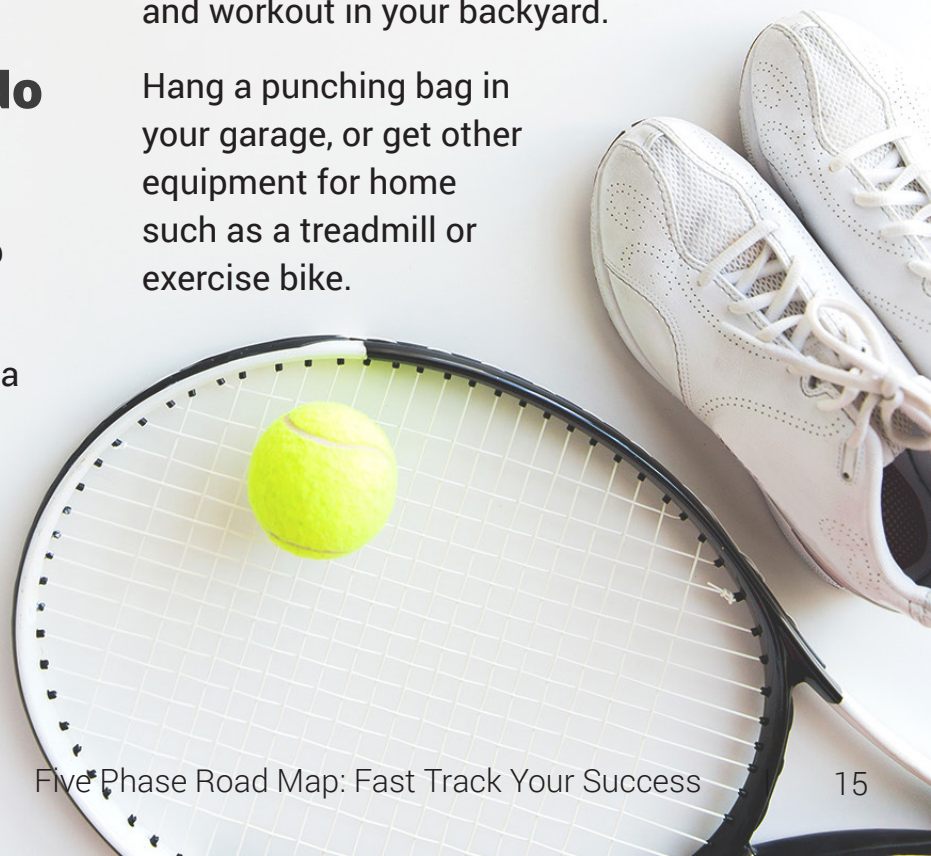 and workout in your backyard.
Hang a punching bag in
your garage, or get other
equipment for home
such as a treadmill or
exercise bike.
a
Five Phase Road Map: Fast Track Your Success
15